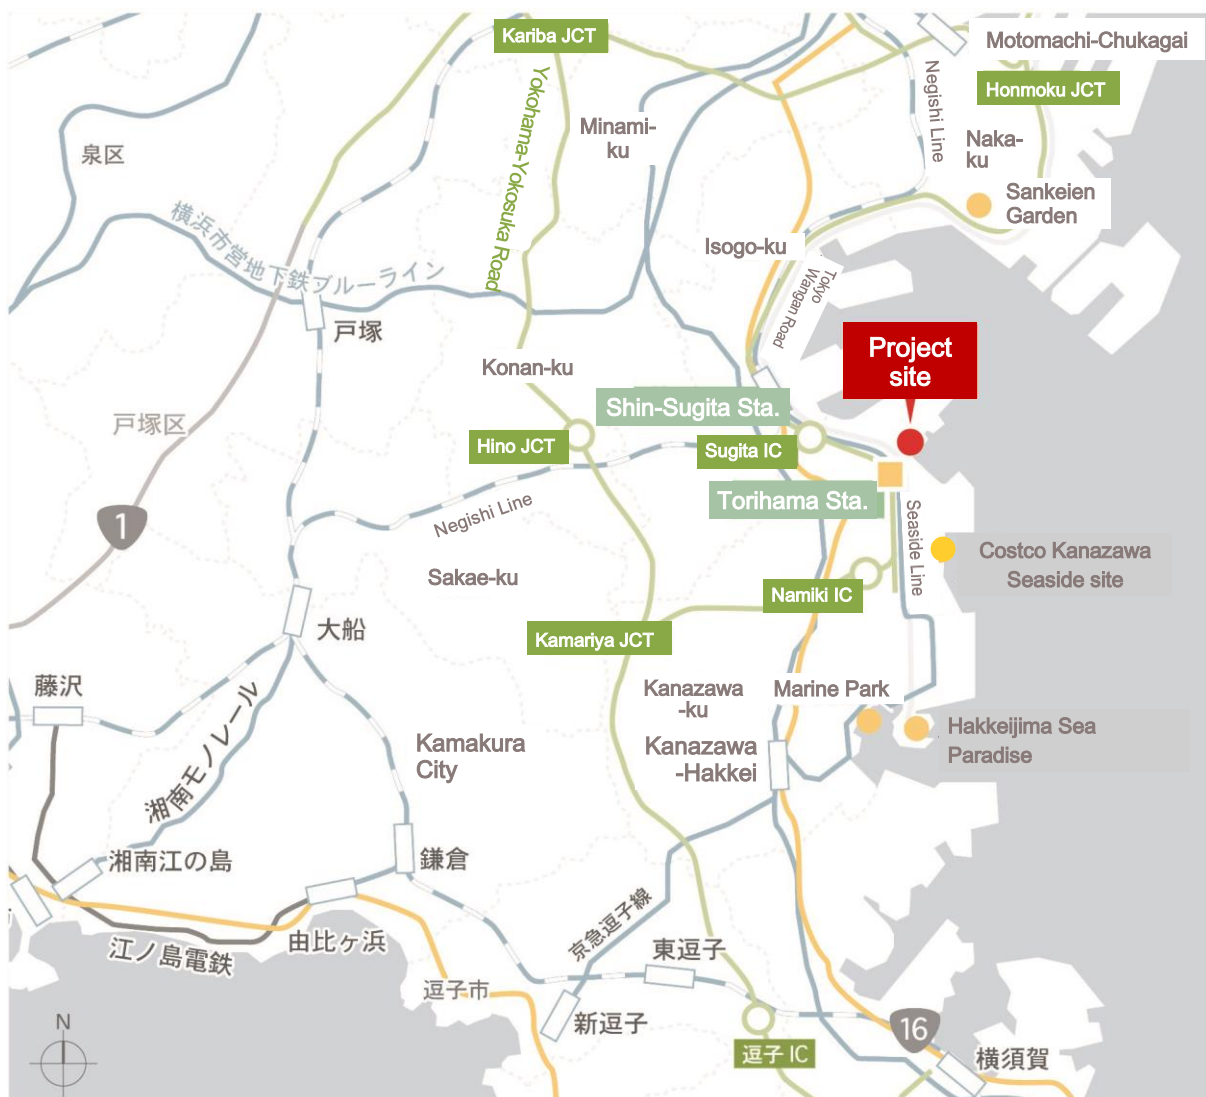 Kariba JCT
Motomachi-Chukagai
Honmoku JCT
Negishi Line
Yokohama-Yokosuka Road
Minami-
ku
Naka-
ku
泉区
Sankeien
Garden
横浜市営地下鉄ブルーライン
Isogo-ku
Tokyo
Wangan Road
戸塚
Project
site
Konan-ku
Shin-Sugita Sta.
戸塚区
Hino JCT
Sugita IC
Torihama Sta.
1
Negishi Line
Seaside Line
Costco Kanazawa
Seaside site
Sakae-ku
Namiki IC
大船
Kamariya JCT
藤沢
Kanazawa
-ku
Marine Park
湘南モノレール
Kamakura
City
Kanazawa
-Hakkei
Hakkeijima Sea
Paradise
湘南江の島
鎌倉
京急逗子線
江ノ島電鉄
由比ヶ浜
東逗子
逗子市
新逗子
16
N
逗子 IC
横須賀